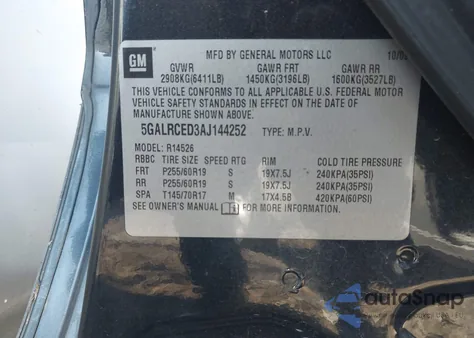 GM
MFD BY GENERAL MOTORS LLC
GVWR GAWR FRT GAWR RR
2908KG(6411LB) 1450KG(3196LB) 1600KG(3527LB)
THIS VEHICLE CONFORMS TO ALL APPLICABLE U.S. FEDERAL MOTOR
VEHICLE SAFETY STANDARDS IN EFFECT ON THE DATE OF
MANUFACTURE SHOWN ABOVE.
5GALRCED3AJ144252 TYPE: M.P.V.
MODEL: R14526
RBBC TIRE SIZE SPEED RTG RIM COLD TIRE PRESSURE
FRT P255/60R19 S 19X7.5J 240KPA(35PSI)
RR P255/60R19 S 19X7.5J 240KPA(35PSI)
SPA T145/70R17 M 17X4.5B 420KPA(60PSI)
SEE OWNER'S MANUAL FOR MORE INFORMATION.
autoSnap